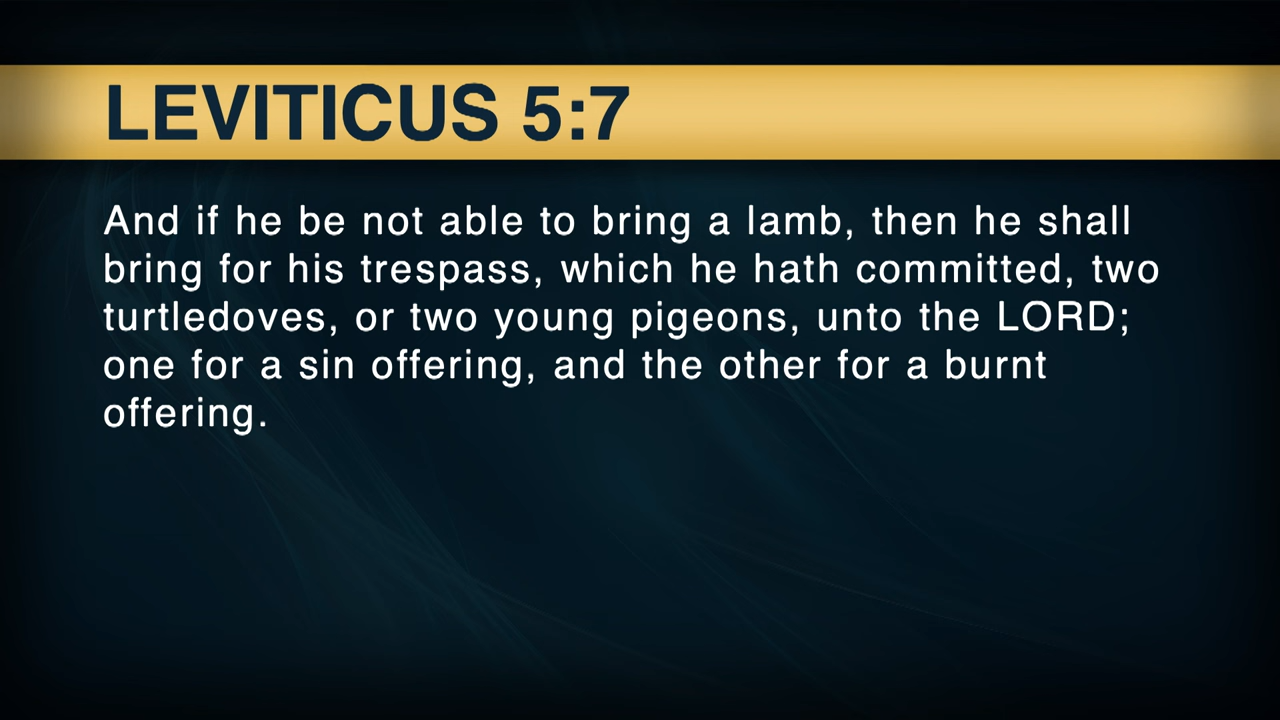 LEVITICUS 5:7
And if he be not able to bring a lamb, then he shall
bring for his trespass, which he hath committed, two
turtledoves, or two young pigeons, unto the LORD;
one for a sin offering, and the other for a burnt
offering.